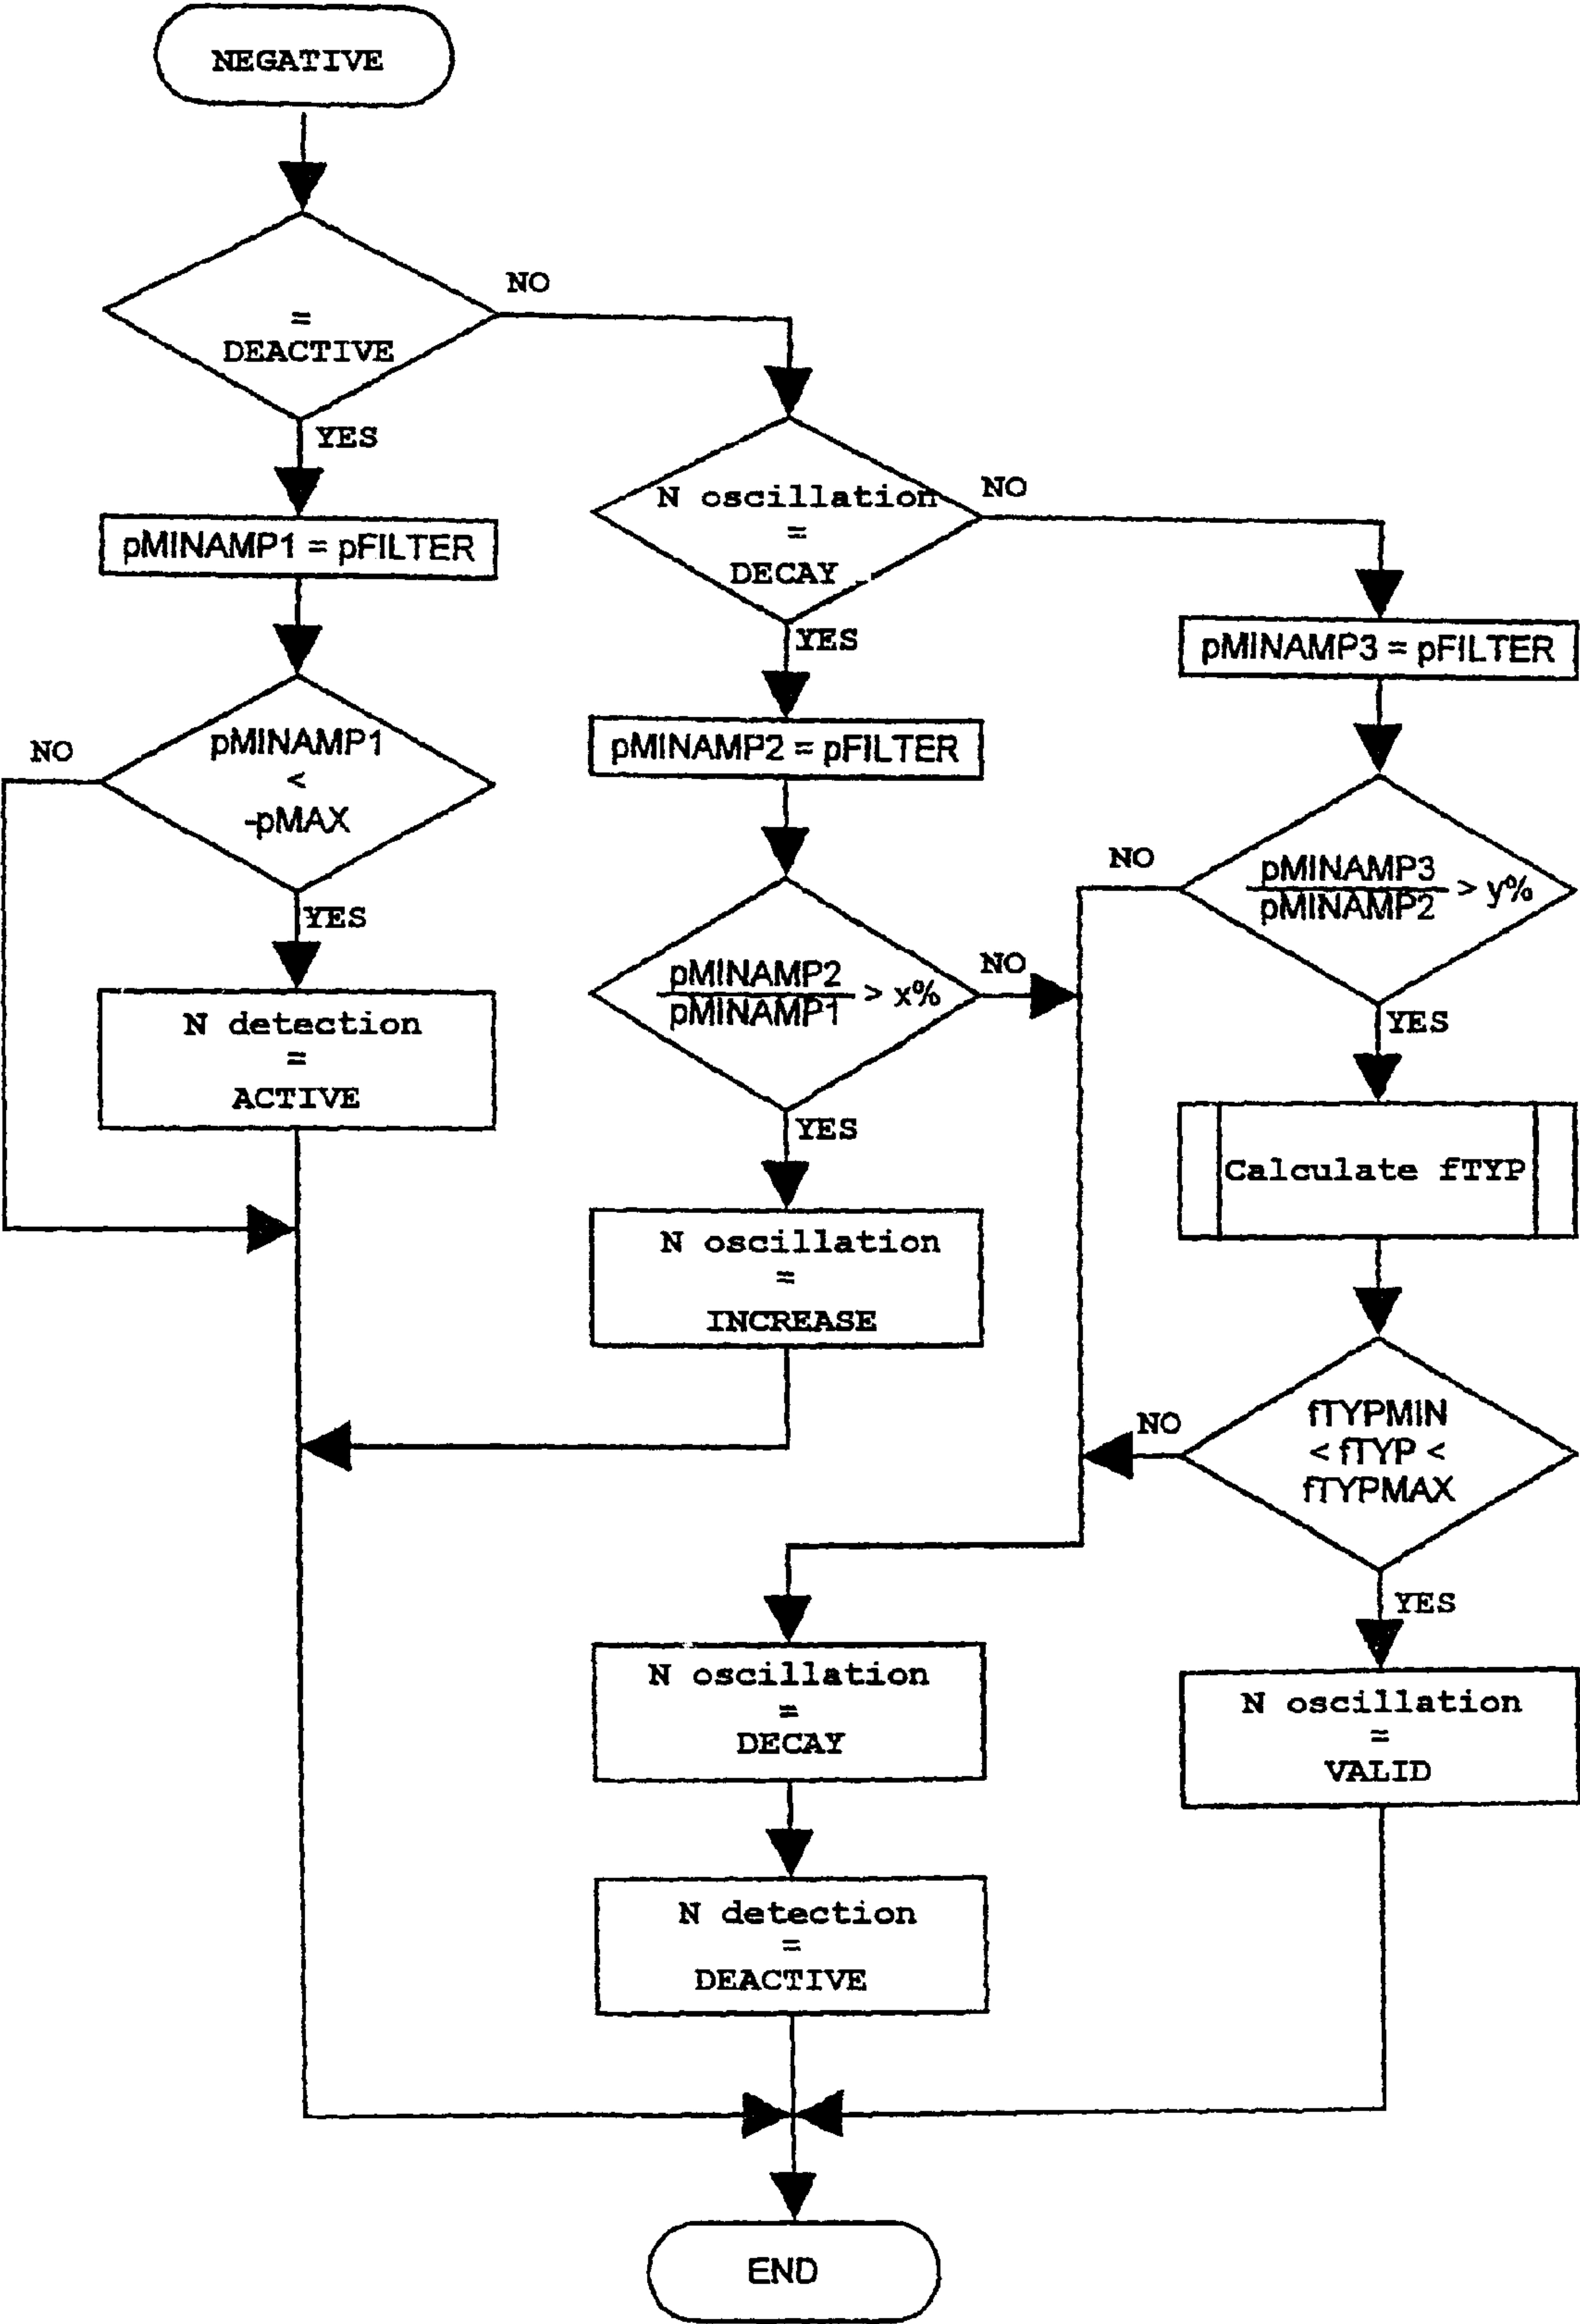 NEGATIVE
=
DEACTIVE
NO
YES
pMINAMP1 = pFILTER
pMINAMP1
<
-pMAX
NO
YES
N detection
=
ACTIVE
N oscillation
=
DECAY
NO
YES
pMINAMP2 = pFILTER
pMINAMP2
pMINAMP1
> x%
NO
YES
N oscillation
=
INCREASE
pMINAMP3 = pFILTER
pMINAMP3
pMINAMP2
> y%
NO
YES
Calculate fTYP
fTYPMIN
< fTYP <
fTYPMAX
NO
YES
N oscillation
=
VALID
N oscillation
=
DECAY
N detection
=
DEACTIVE
END